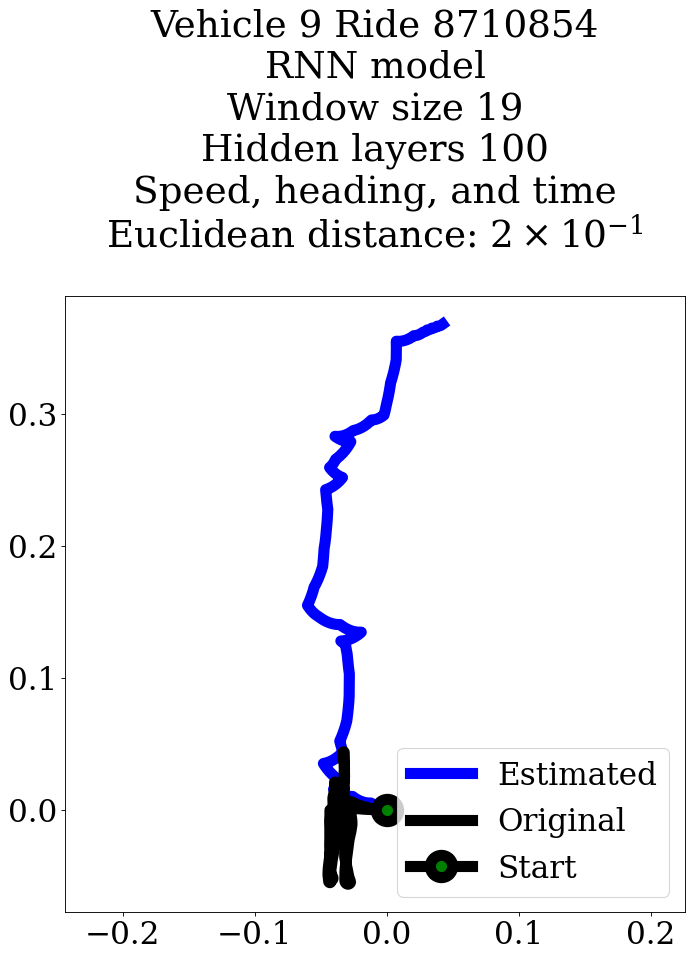 Vehicle 9 Ride 8710854
RNN model
Window size 19
Hidden layers 100
Speed, heading, and time
Euclidean distance: 2 × 10⁻¹
0.3
0.2
0.1
0.0
Estimated
Original
Start
−0.2
−0.1
0.0
0.1
0.2